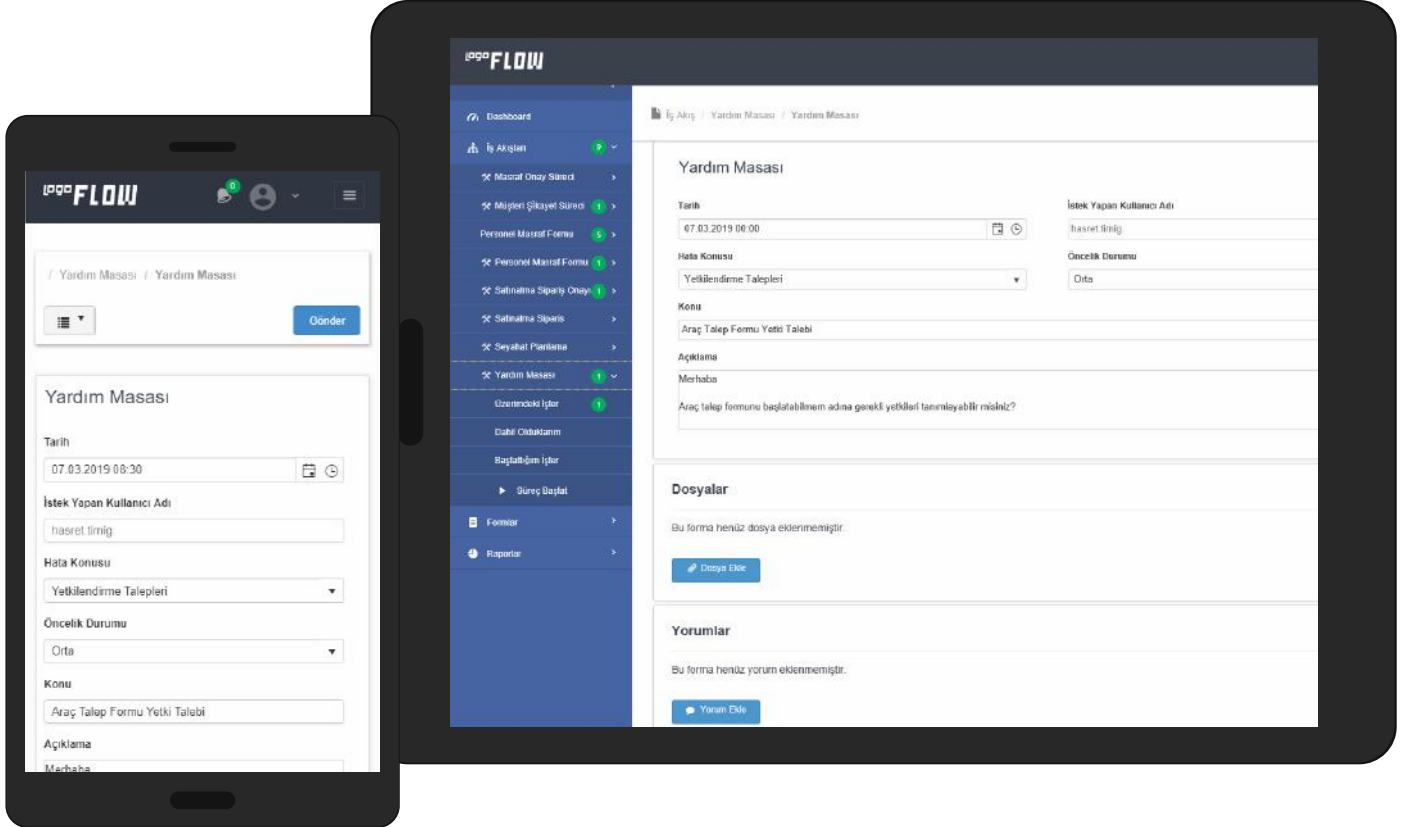 logo FLOW
0
/ Yardım Masası / Yardım Masası
Gönder
Yardım Masası
Tarih
07.03.2019 08:30
İstek Yapan Kullanıcı Adı
hasret timig
Hata Konusu
Yetkilendirme Talepleri
Öncelik Durumu
Orta
Konu
Araç Talep Formu Yetki Talebi
Açıklama
Merhaba
logo FLOW
Dashboard
İş Akışları 9
Masraf Onay Süreci
Müşteri Şikayet Süreci 1
Personel Masraf Formu 5
Personel Masraf Formu 1
Satınalma Sipariş Onayı 1
Satınalma Sipariş
Seyahat Planlama
Yardım Masası 1
Üzerimdeki İşler 1
Dahil Olduklarım
Başlattığım İşler
Süreç Başlat
Formlar
Raporlar
İş Akış / Yardım Masası / Yardım Masası
Yardım Masası
Tarih
07.03.2019 00:00
İstek Yapan Kullanıcı Adı
hasret timig
Hata Konusu
Yetkilendirme Talepleri
Öncelik Durumu
Orta
Konu
Araç Talep Formu Yetki Talebi
Açıklama
Merhaba
Araç talep formunu başlatabilmem adına gerekli yetkileri tanımlayabilir misiniz?
Dosyalar
Bu forma henüz dosya eklenmemiştir.
Dosya Ekle
Yorumlar
Bu forma henüz yorum eklenmemiştir.
Yorum Ekle